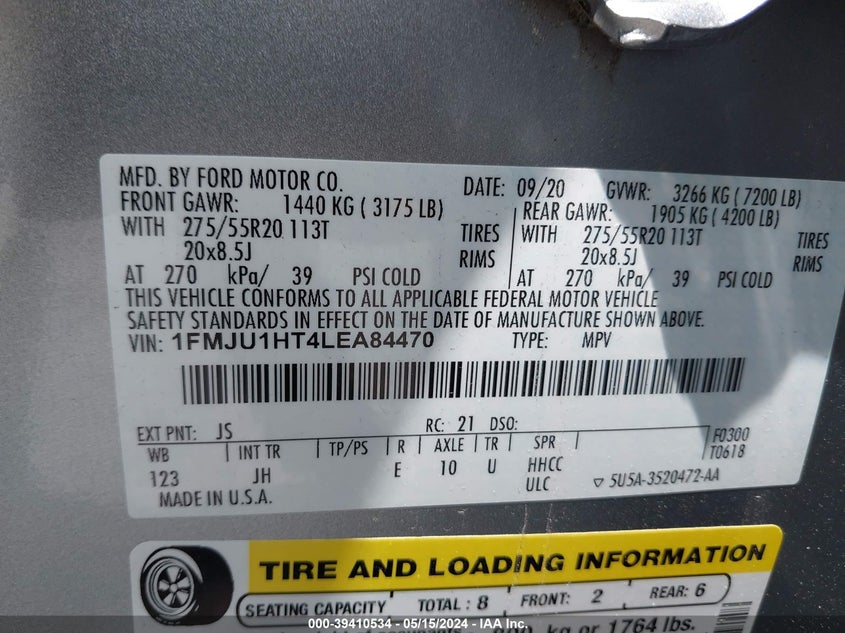 MFD. BY FORD MOTOR CO. DATE: 09/20 GVWR: 3266 KG ( 7200 LB)
FRONT GAWR: 1440 KG ( 3175 LB) REAR GAWR: 1905 KG ( 4200 LB)
WITH 275/55R20 113T TIRES WITH 275/55R20 113T TIRES
20x8.5J RIMS 20x8.5J RIMS
AT 270 kPa/ 39 PSI COLD AT 270 kPa/ 39 PSI COLD
THIS VEHICLE CONFORMS TO ALL APPLICABLE FEDERAL MOTOR VEHICLE
SAFETY STANDARDS IN EFFECT ON THE DATE OF MANUFACTURE SHOWN ABOVE.
VIN: 1FMJU1HT4LEA84470 TYPE: MPV
EXT PNT: JS RC: 21 DSO:
WB INT TR TP/PS R AXLE TR SPR F0300
123 JH E 10 U HHCC T0618
ULC 5U5A-3520472-AA
MADE IN U.S.A.
TIRE AND LOADING INFORMATION
SEATING CAPACITY TOTAL : 8 FRONT: 2 REAR: 6
kg or 1764 lbs.
000-39410534 - 05/15/2024 - IAA Inc.